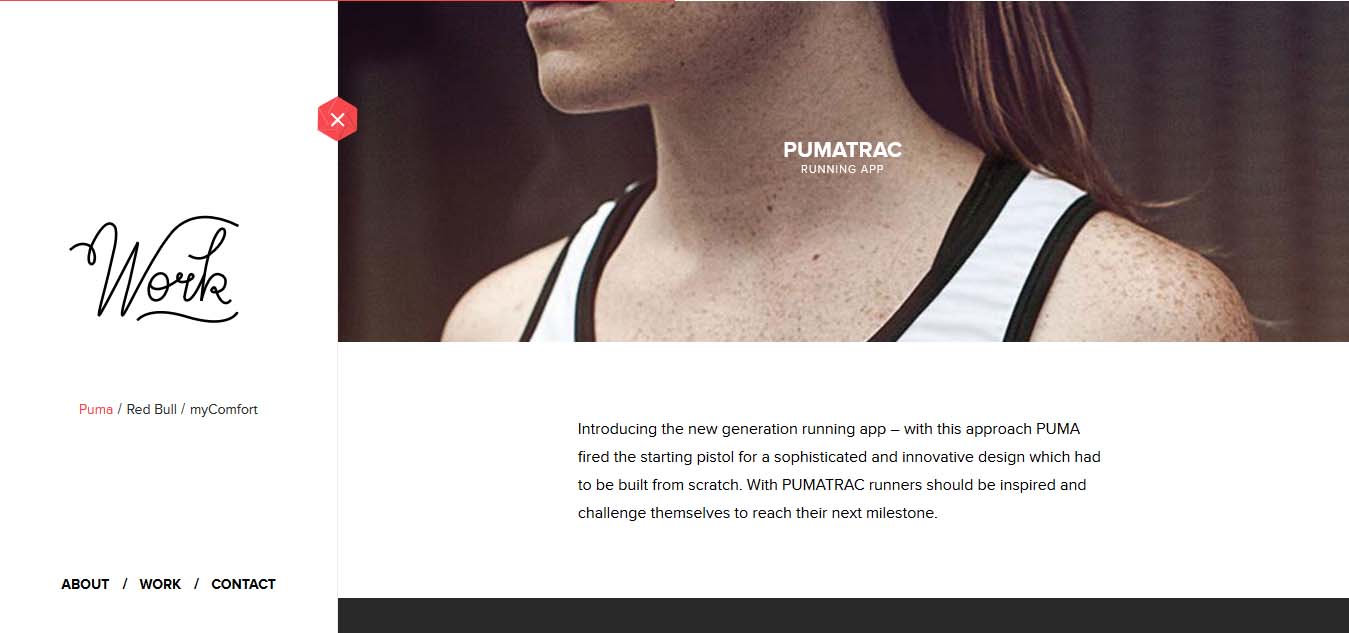 Work
Puma / Red Bull / myComfort
ABOUT / WORK / CONTACT
PUMATRAC
RUNNING APP
Introducing the new generation running app – with this approach PUMA
fired the starting pistol for a sophisticated and innovative design which had
to be built from scratch. With PUMATRAC runners should be inspired and
challenge themselves to reach their next milestone.